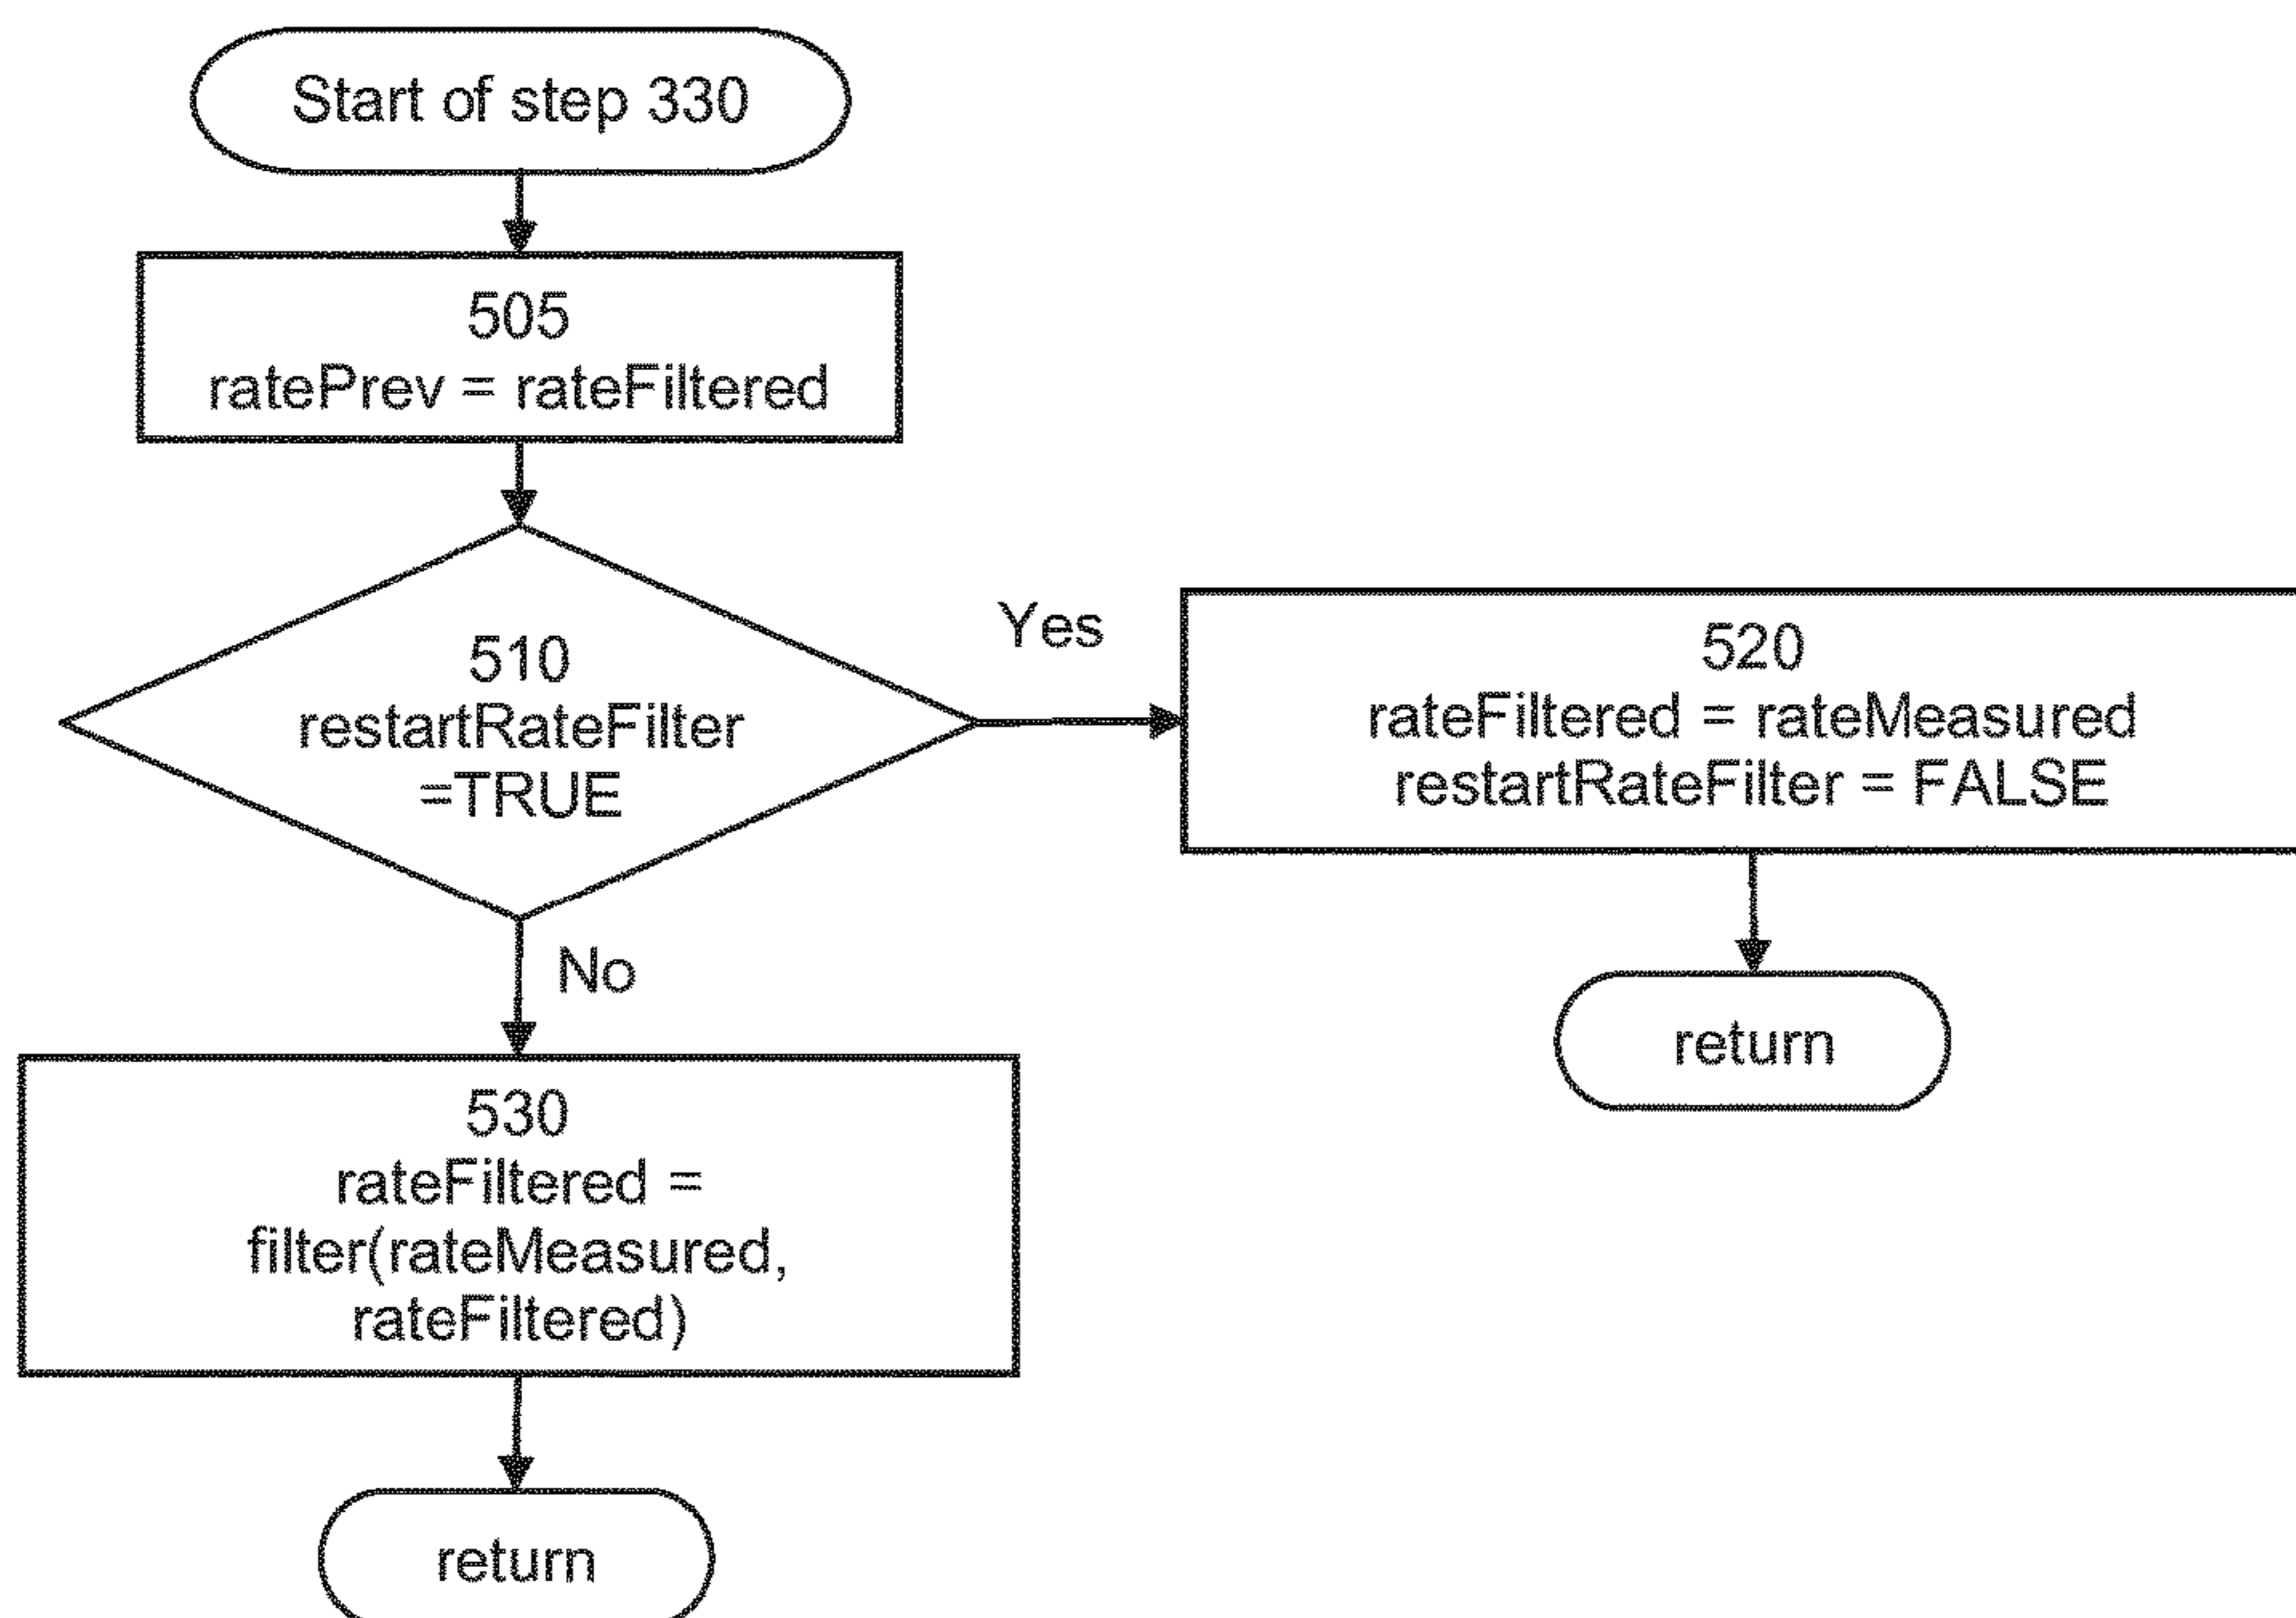 Start of step 330
505
ratePrev = rateFiltered
510
restartRateFilter
=TRUE
Yes
520
rateFiltered = rateMeasured
restartRateFilter = FALSE
return
No
530
rateFiltered =
filter(rateMeasured,
rateFiltered)
return